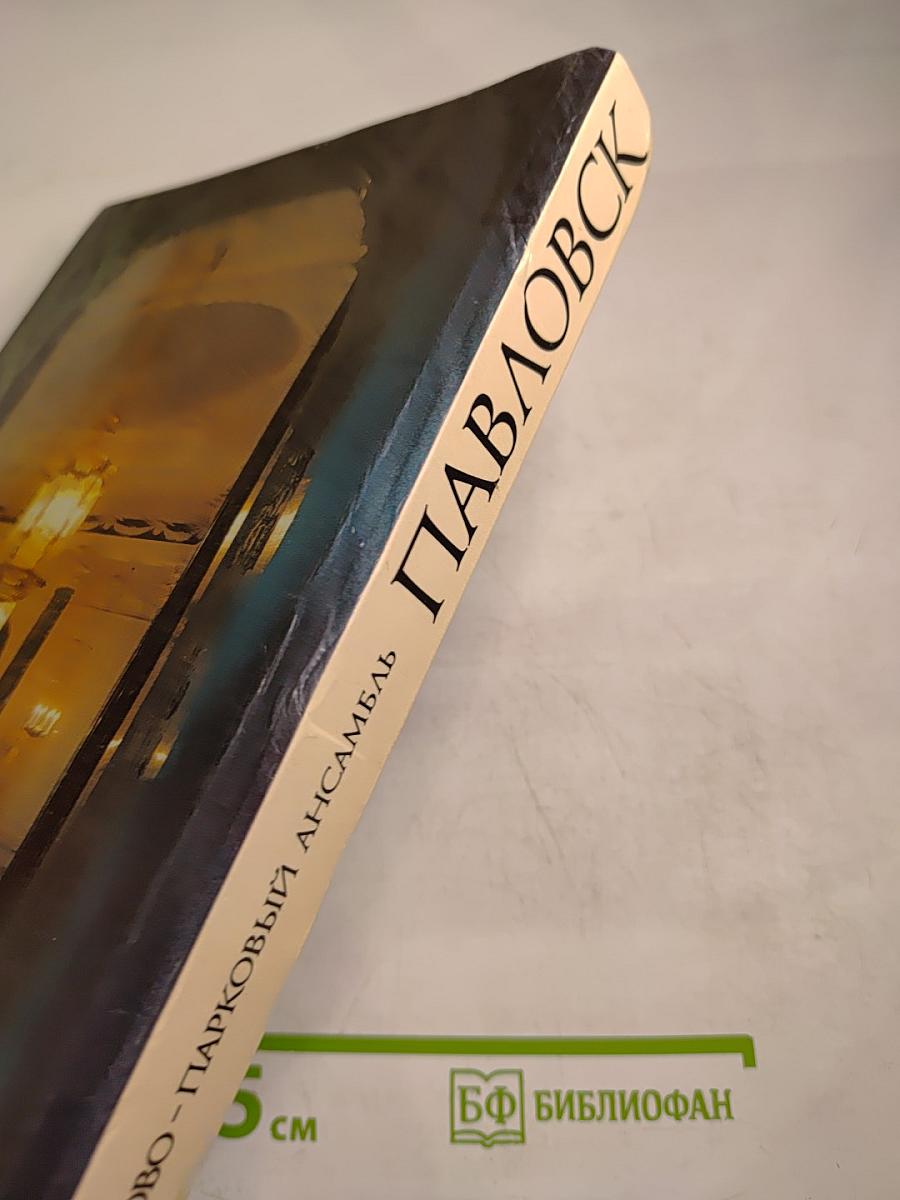 ОВО - ПАРКОВЫЙ АНСАМБЛЬ ПАВЛОВСК
5 см
БФ БИБЛИОФАН